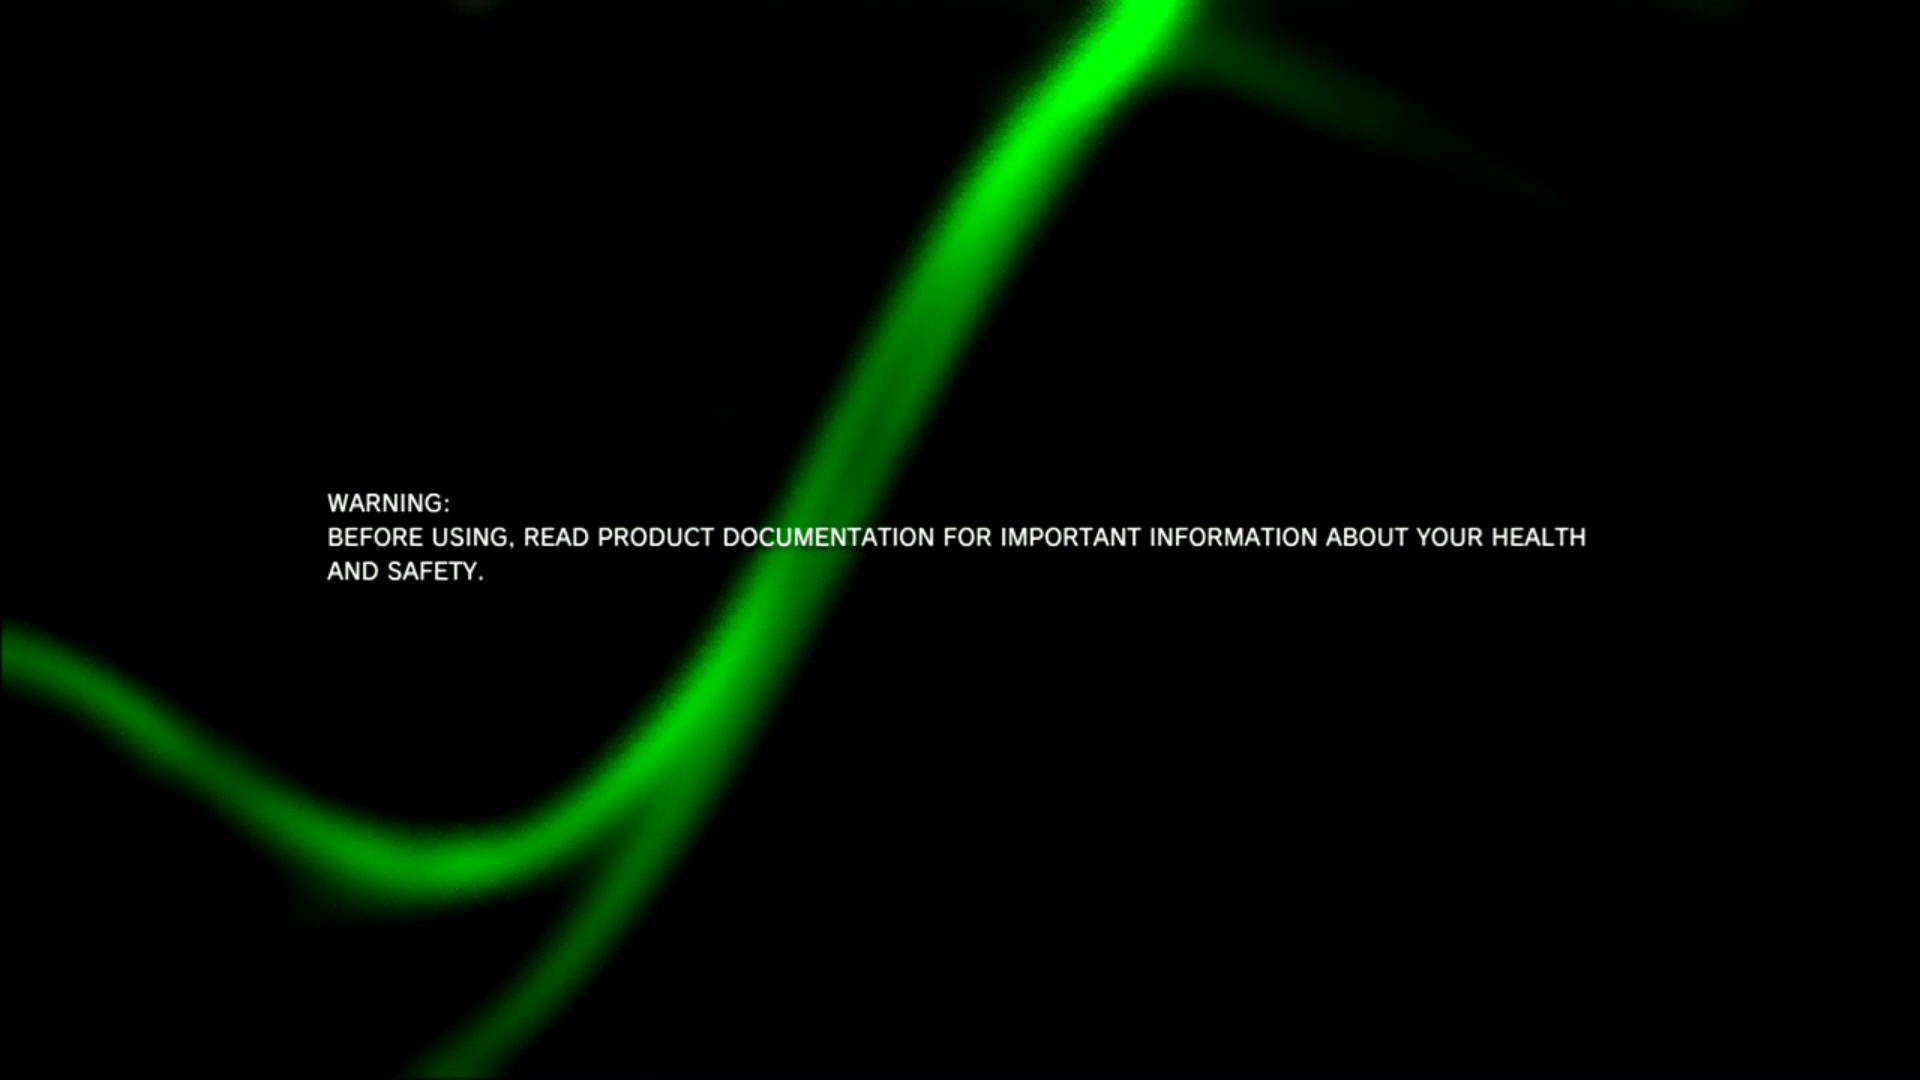 WARNING:
BEFORE USING, READ PRODUCT DOCUMENTATION FOR IMPORTANT INFORMATION ABOUT YOUR HEALTH
AND SAFETY.